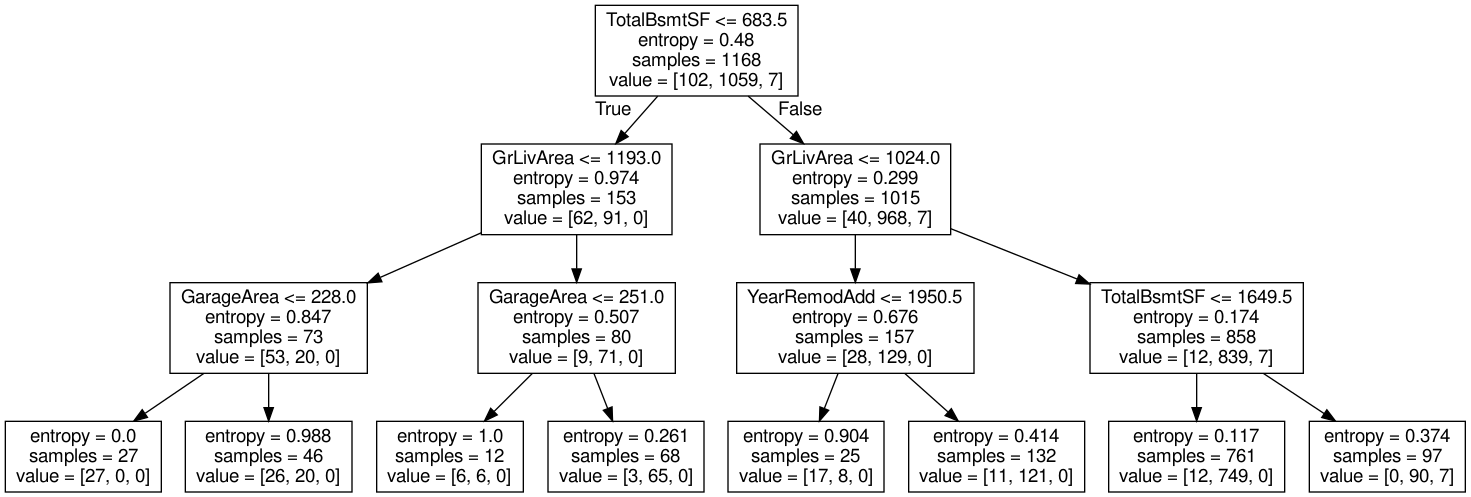 TotalBsmtSF <= 683.5
entropy = 0.48
samples = 1168
value = [102, 1059, 7]
True
False
GrLivArea <= 1193.0
entropy = 0.974
samples = 153
value = [62, 91, 0]
GrLivArea <= 1024.0
entropy = 0.299
samples = 1015
value = [40, 968, 7]
GarageArea <= 228.0
entropy = 0.847
samples = 73
value = [53, 20, 0]
GarageArea <= 251.0
entropy = 0.507
samples = 80
value = [9, 71, 0]
YearRemodAdd <= 1950.5
entropy = 0.676
samples = 157
value = [28, 129, 0]
TotalBsmtSF <= 1649.5
entropy = 0.174
samples = 858
value = [12, 839, 7]
entropy = 0.0
samples = 27
value = [27, 0, 0]
entropy = 0.988
samples = 46
value = [26, 20, 0]
entropy = 1.0
samples = 12
value = [6, 6, 0]
entropy = 0.261
samples = 68
value = [3, 65, 0]
entropy = 0.904
samples = 25
value = [17, 8, 0]
entropy = 0.414
samples = 132
value = [11, 121, 0]
entropy = 0.117
samples = 761
value = [12, 749, 0]
entropy = 0.374
samples = 97
value = [0, 90, 7]